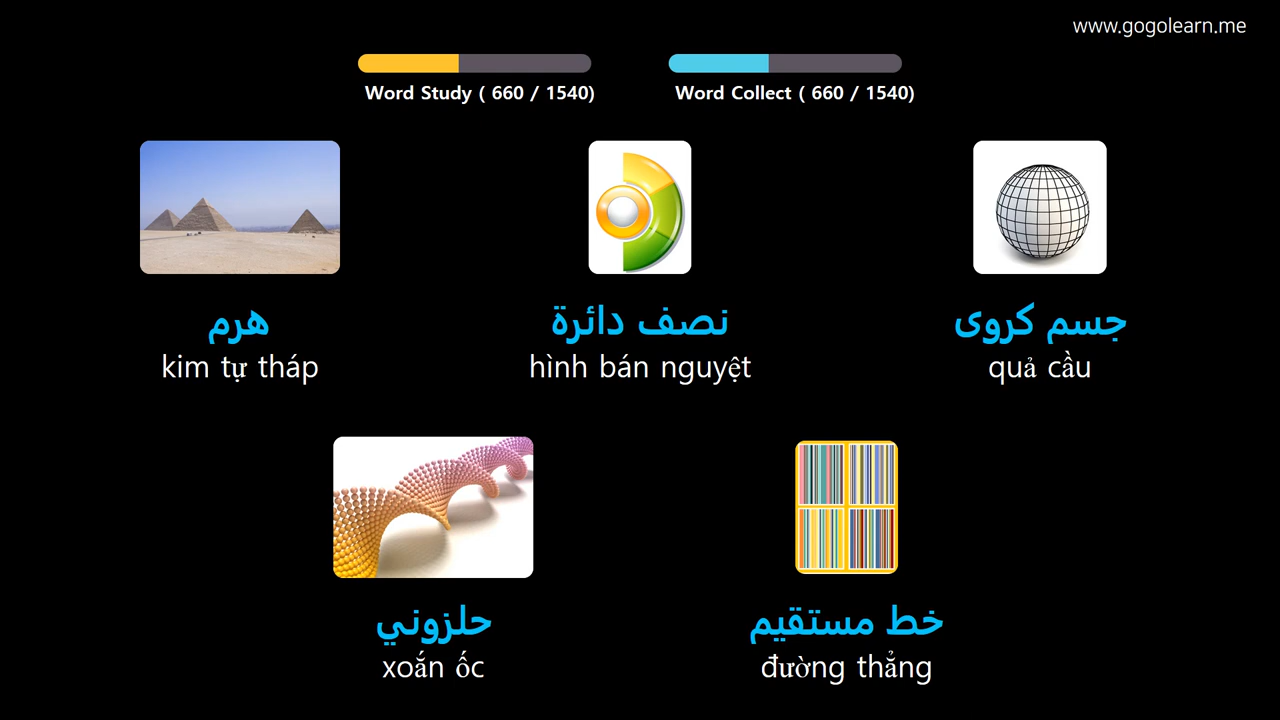 www.gogolearn.me
Word Study ( 660 / 1540)
Word Collect ( 660 / 1540)
هرم
kim tự tháp
نصف دائرة
hình bán nguyệt
جسم كروى
quả cầu
حلزوني
xoắn ốc
خط مستقيم
đường thẳng